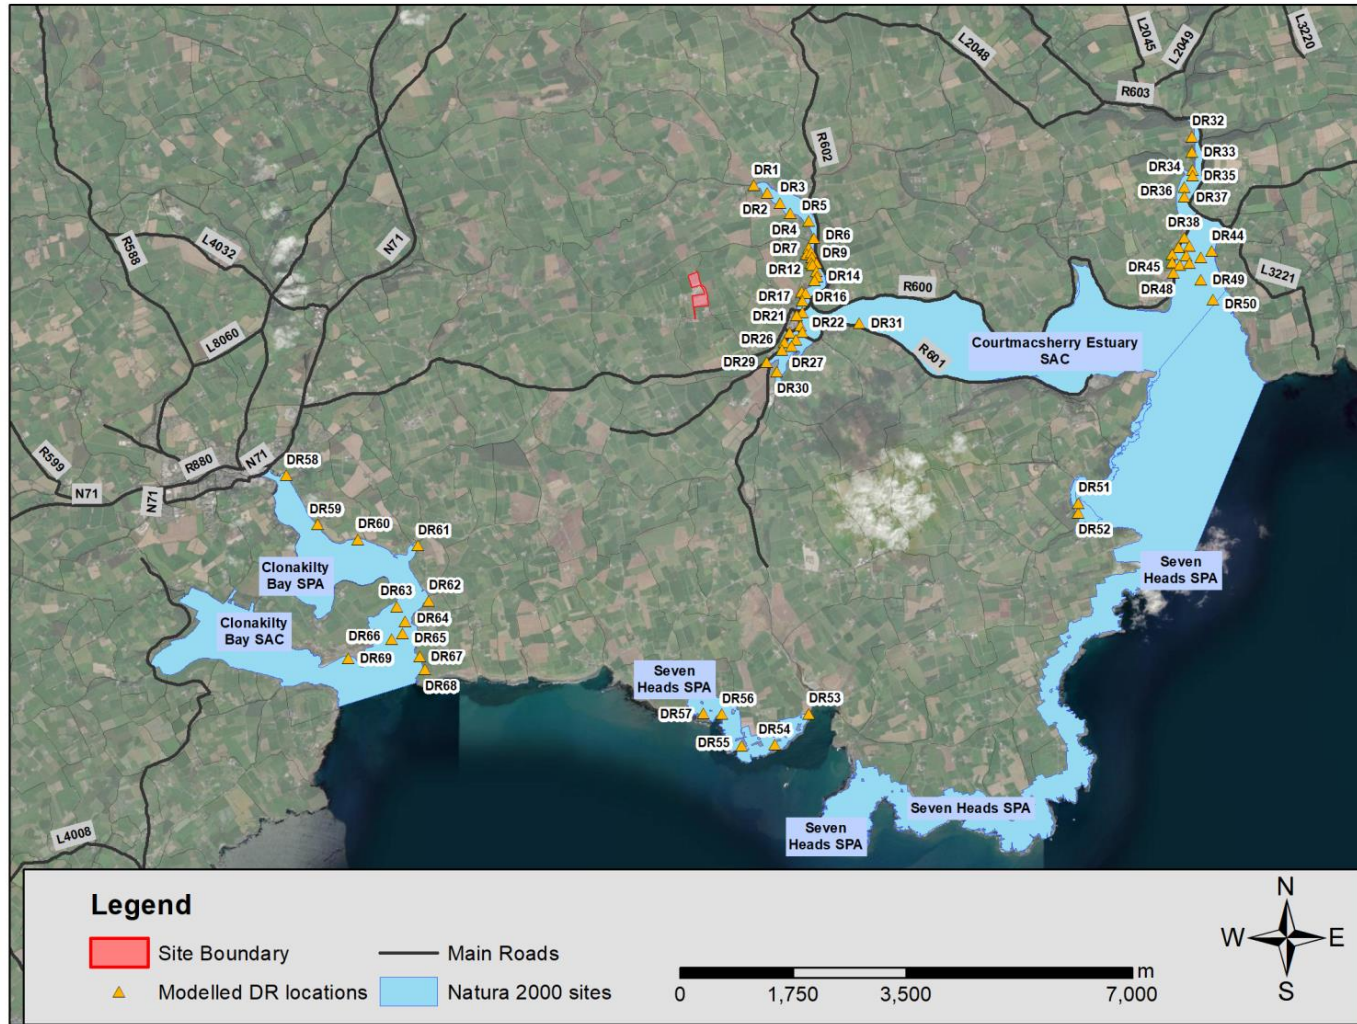 L2045
L2049
L3220
L2048
R603
R602
DR32
DR33
DR34
DR35
DR36
DR37
DR1
DR3
DR2
DR5
DR4
DR6
DR7
DR9
DR12
DR14
DR17
DR16
DR21
DR22
DR26
DR27
DR29
DR30
DR31
DR38
DR44
DR45
DR48
DR49
DR50
L3221
R600
R601
Courtmacsherry Estuary
SAC
R588
L4032
N71
L8060
R599
R880
N71
N71
N71
DR58
DR59
DR60
DR61
Clonakilty
Bay SPA
DR63
DR62
DR64
Clonakilty
Bay SAC
DR66
DR65
DR69
DR67
DR68
DR51
DR52
Seven
Heads SPA
Seven
Heads SPA
DR56
DR53
DR57
DR54
DR55
Seven Heads SPA
Seven
Heads SPA
L4008
Legend
Site Boundary
Main Roads
Modelled DR locations
Natura 2000 sites
m
0 1,750 3,500 7,000
N
W E
S